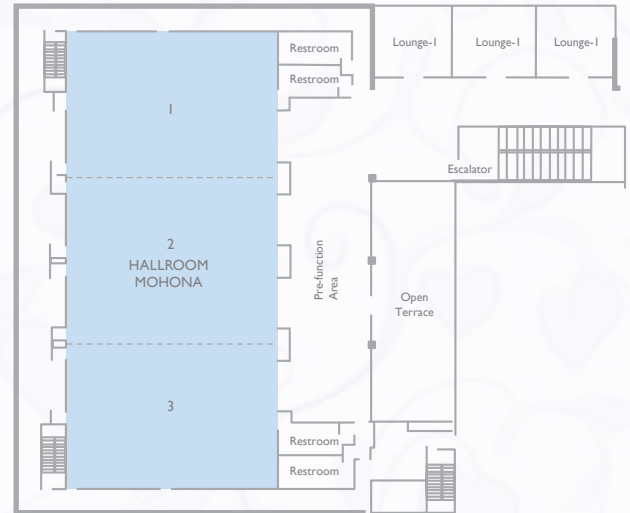 Restroom
Lounge-1
Lounge-1
Lounge-1
Restroom
1
Escalator
2
HALLROOM
MOHONA
Pre-function
Area
Open
Terrace
3
Restroom
Restroom